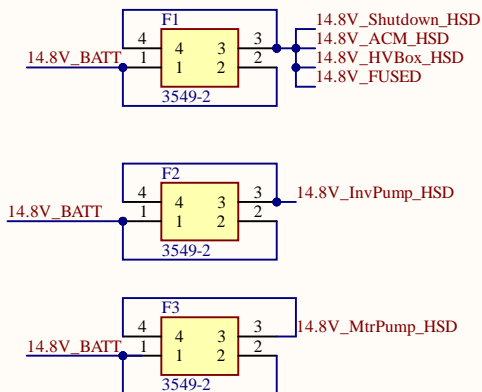 F1
14.8V_Shutdown_HSD
4 4 3 3 14.8V_ACM_HSD
14.8V_BATT 1 1 2 2 14.8V_HVBox_HSD
14.8V_FUSED
3549-2
F2
4 4 3 3 14.8V_InvPump_HSD
14.8V_BATT 1 1 2 2
3549-2
F3
4 4 3 3 14.8V_MtrPump_HSD
14.8V_BATT 1 1 2 2
3549-2